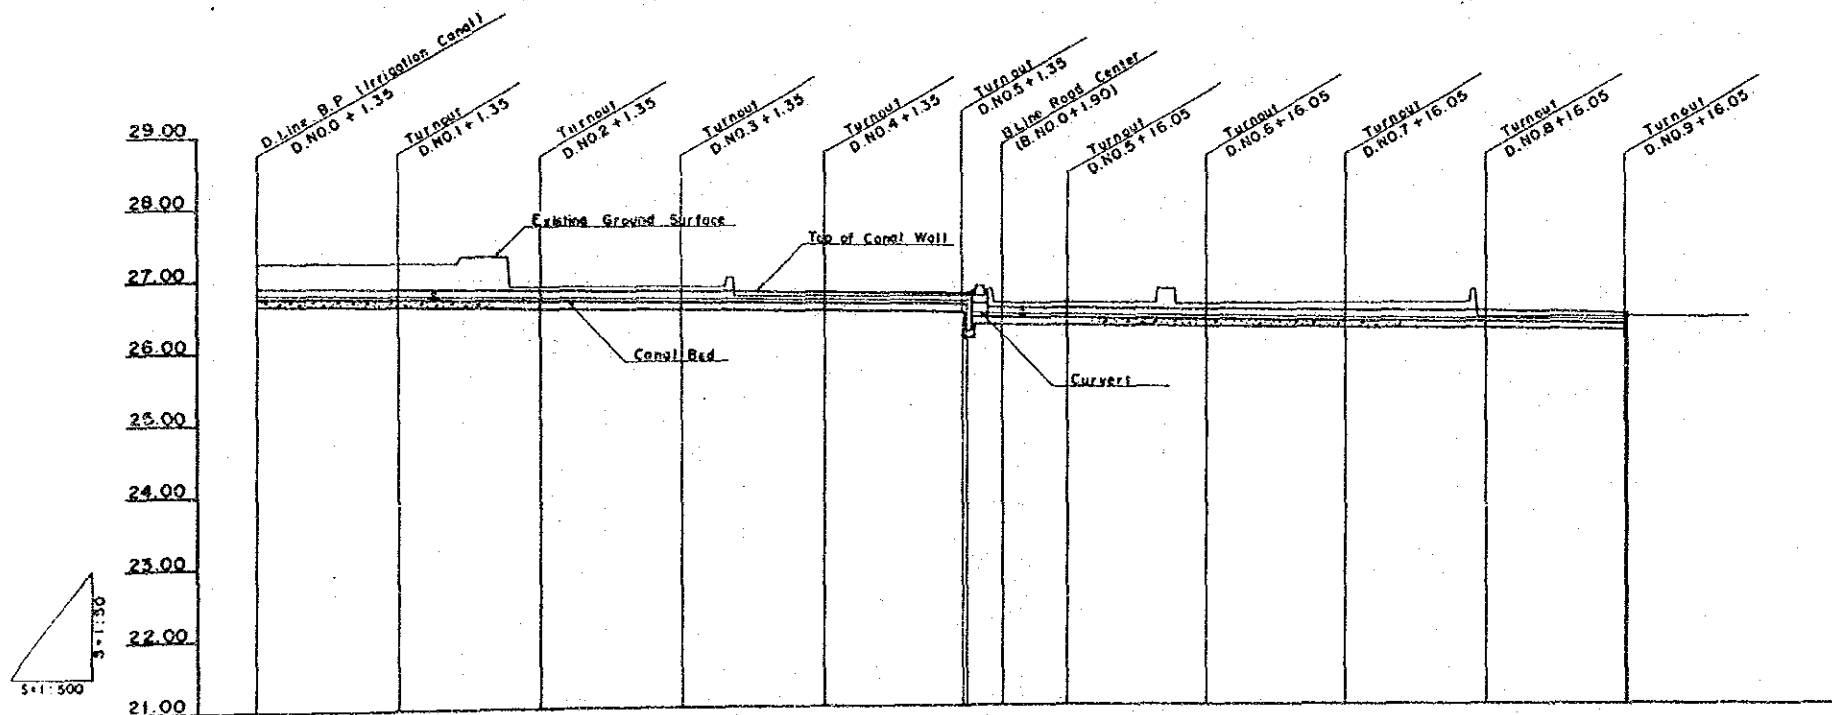 D.Line B.P (Irrigation Canal)
D.NO.0 + 1.35
Turnout
D.NO.1 + 1.35
Turnout
D.NO.2 + 1.35
Turnout
D.NO.3 + 1.35
Turnout
D.NO.4 + 1.35
Turnout
D.NO.5 + 1.35
B Line Road Center
(B.NO.0+1.90)
Turnout
D.NO.5 + 16.05
Turnout
D.NO.6 + 16.05
Turnout
D.NO.7 + 16.05
Turnout
D.NO.8 + 16.05
Turnout
D.NO.9 + 16.05
29.00
28.00
27.00
26.00
25.00
24.00
23.00
22.00
21.00
Existing Ground Surface
Top of Canal Wall
Canal Bed
Curvert
S=1:50
S=1:500